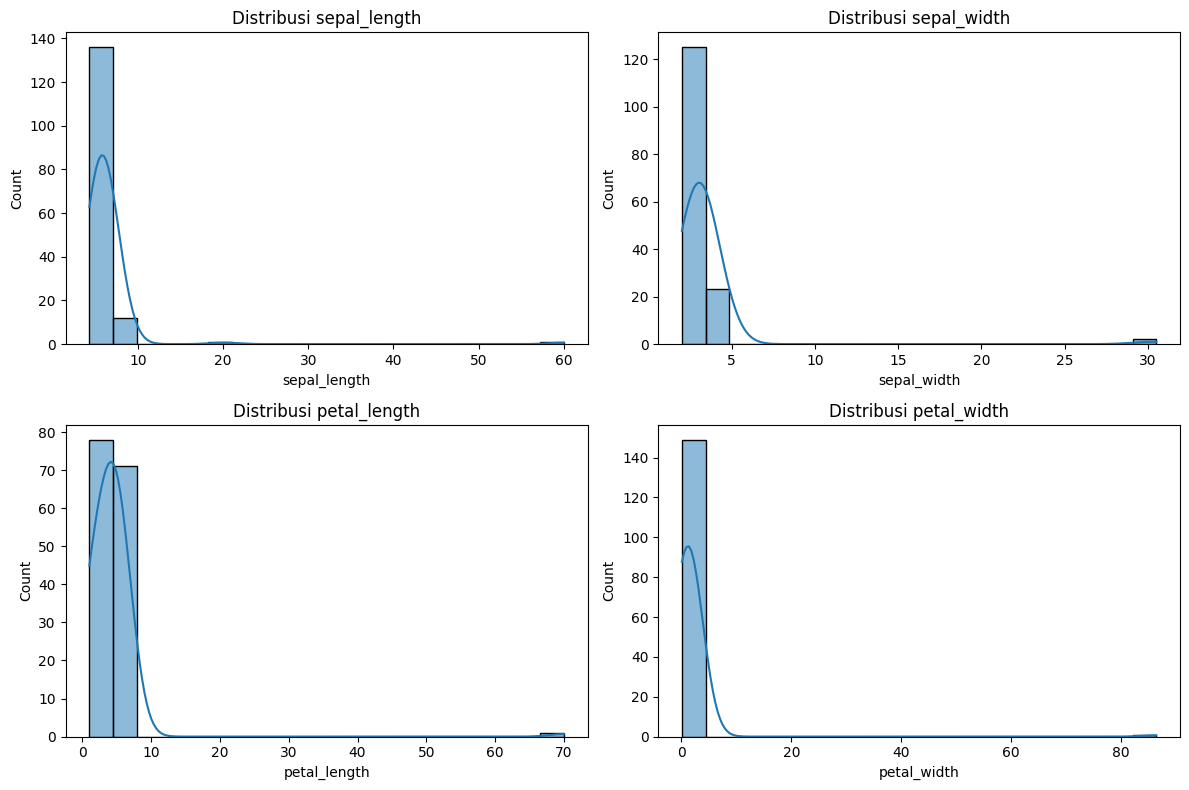 Distribusi sepal_length
140
120
100
80
60
40
20
0
Count
10 20 30 40 50 60
sepal_length
Distribusi sepal_width
120
100
80
60
40
20
0
Count
5 10 15 20 25 30
sepal_width
Distribusi petal_length
80
70
60
50
40
30
20
10
0
Count
0 10 20 30 40 50 60 70
petal_length
Distribusi petal_width
140
120
100
80
60
40
20
0
Count
0 20 40 60 80
petal_width